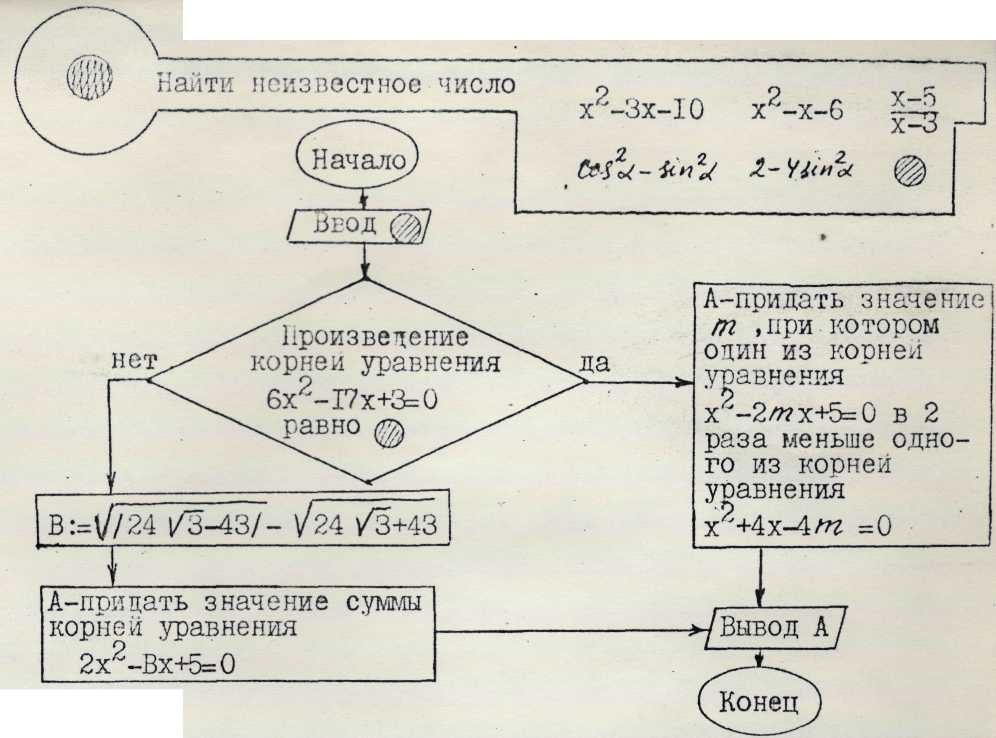 Найти неизвестное число
x²-3x-10 x²-x-6 x-5/x-3
cos²α-sin²α 2-4sin²α
Начало
Ввод
Произведение
корней уравнения
6x²-17x+3=0
равно
нет
да
А-придать значение
m ,при котором
один из корней
уравнения
x²-2mx+5=0 в 2
раза меньше одно-
го из корней
уравнения
x²+4x-4m =0
В:=√/24 √3-43/- √24 √3+43
А-придать значение суммы
корней уравнения
2x²-Вx+5=0
Вывод А
Конец